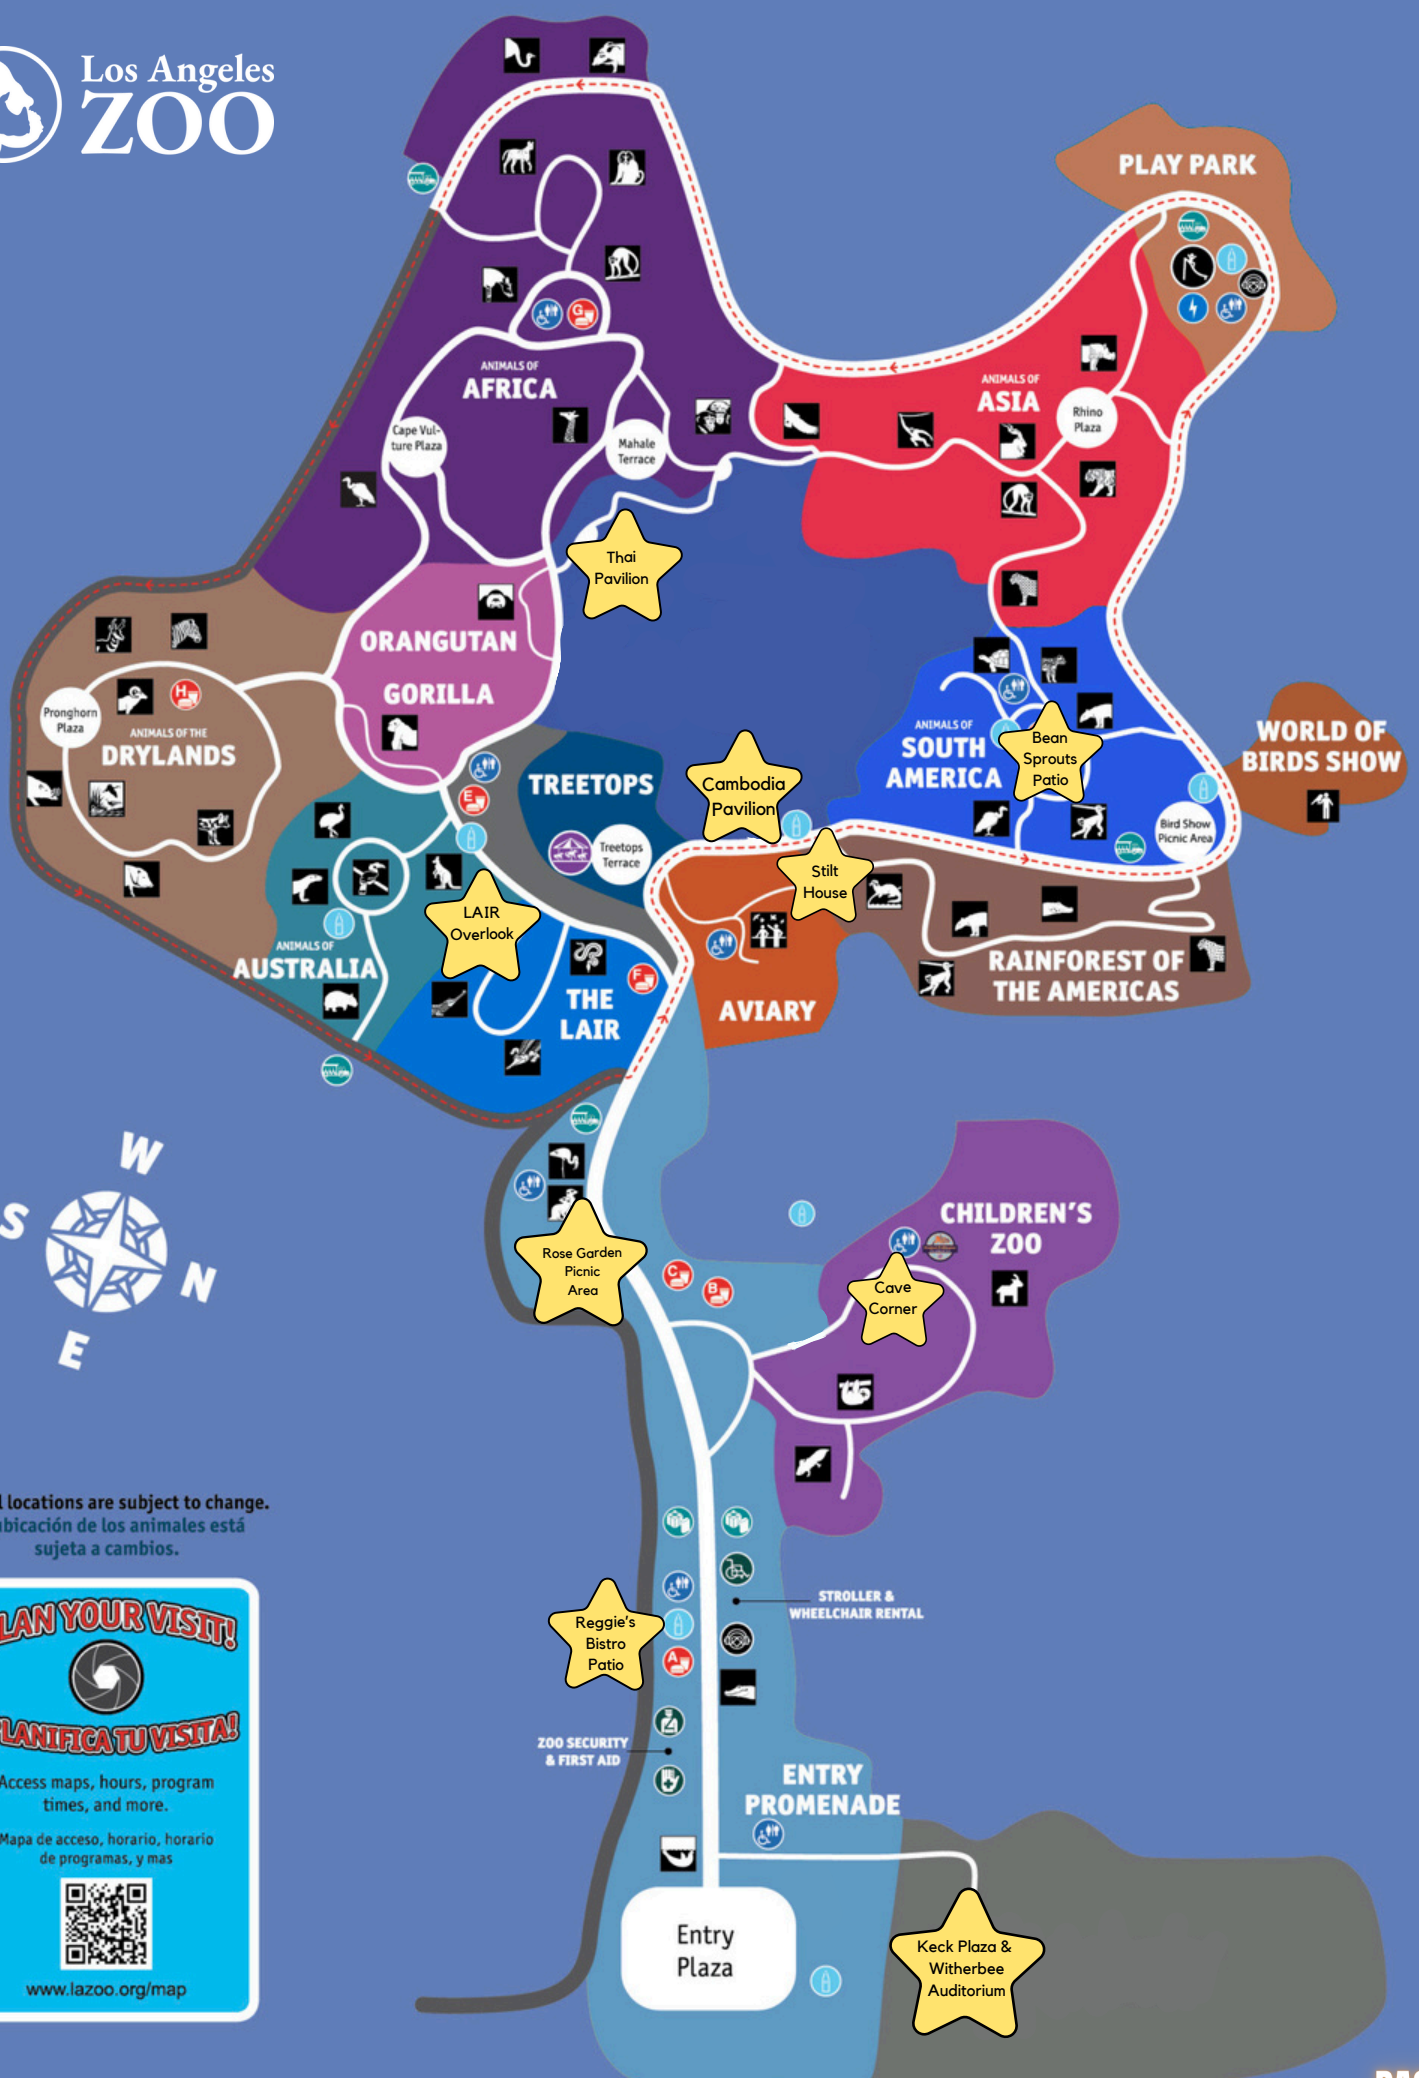 Los Angeles
ZOO
PLAY PARK
ANIMALS OF
AFRICA
ANIMALS OF
ASIA
Rhino
Plaza
Cape Vul-
ture Plaza
Mahale
Terrace
G
Thai
Pavilion
ORANGUTAN
GORILLA
Pronghorn
Plaza
H
ANIMALS OF THE
DRYLANDS
ANIMALS OF
SOUTH
AMERICA
Bean
Sprouts
Patio
WORLD OF
BIRDS SHOW
TREETOPS
Cambodia
Pavilion
E
Treetops
Terrace
Bird Show
Picnic Area
Stilt
House
LAIR
Overlook
ANIMALS OF
AUSTRALIA
F
THE
LAIR
AVIARY
RAINFOREST OF
THE AMERICAS
W
S
N
E
CHILDREN'S
ZOO
Rose Garden
Picnic
Area
C
B
Cave
Corner
l locations are subject to change.
ubicación de los animales está
sujeta a cambios.
LAN YOUR VISIT!
LANIFICA TU VISITA!
Access maps, hours, program
times, and more.
Mapa de acceso, horario, horario
de programas, y mas
www.lazoo.org/map
STROLLER &
WHEELCHAIR RENTAL
Reggie's
Bistro
Patio
A
ZOO SECURITY
& FIRST AID
ENTRY
PROMENADE
Entry
Plaza
Keck Plaza &
Witherbee
Auditorium